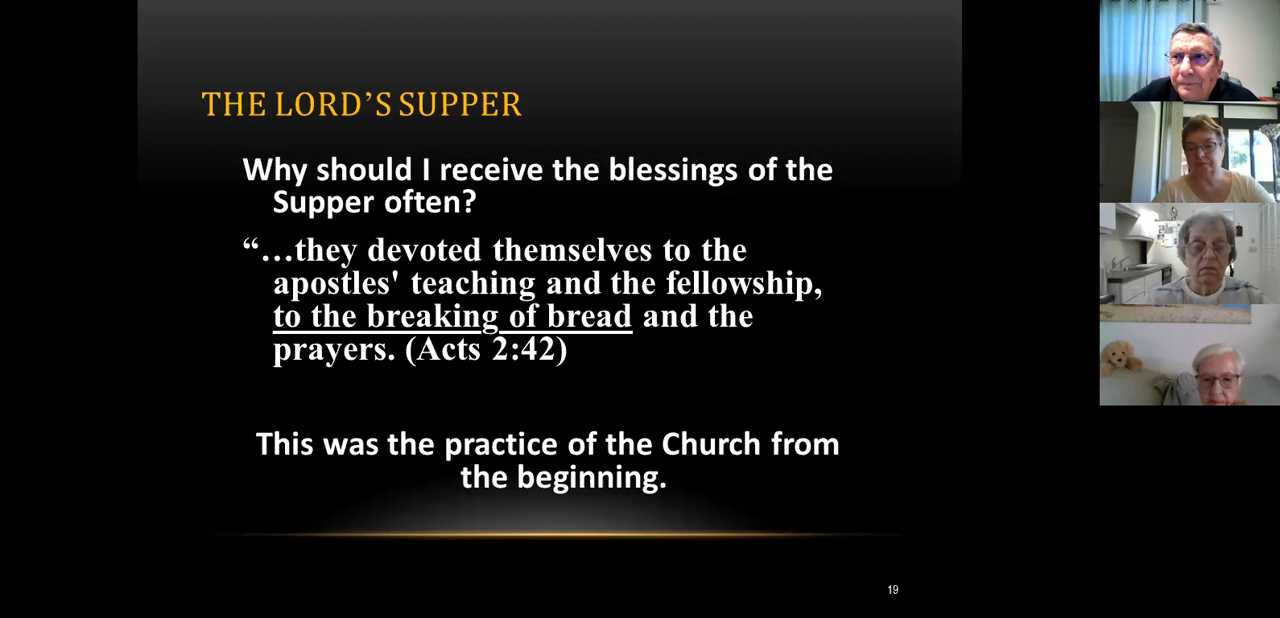 THE LORD’S SUPPER
Why should I receive the blessings of the
Supper often?
“…they devoted themselves to the
apostles' teaching and the fellowship,
to the breaking of bread and the
prayers. (Acts 2:42)
This was the practice of the Church from
the beginning.
19